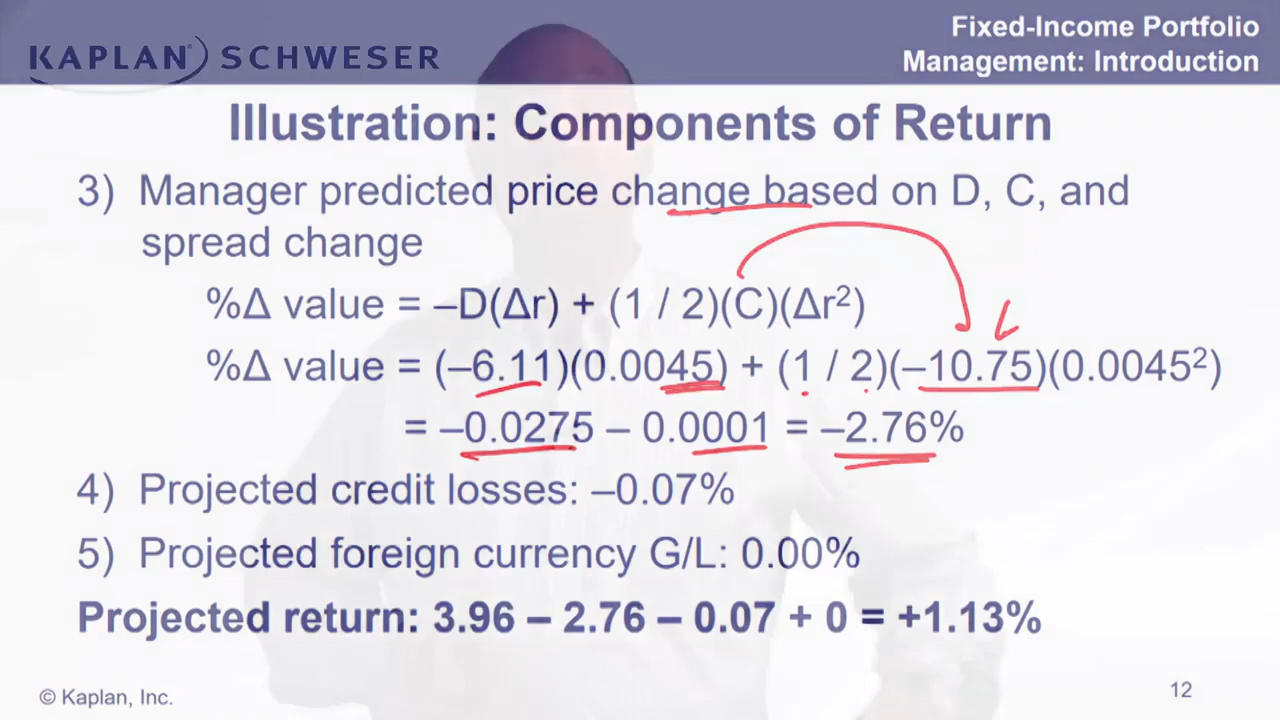 KAPLAN SCHWESER
Fixed-Income Portfolio
Management: Introduction
Illustration: Components of Return
3) Manager predicted price change based on D, C, and
spread change
%Δ value = –D(Δr) + (1 / 2)(C)(Δr²)
%Δ value = (–6.11)(0.0045) + (1 / 2)(–10.75)(0.0045²)
= –0.0275 – 0.0001 = –2.76%
4) Projected credit losses: –0.07%
5) Projected foreign currency G/L: 0.00%
Projected return: 3.96 – 2.76 – 0.07 + 0 = +1.13%
© Kaplan, Inc.
12